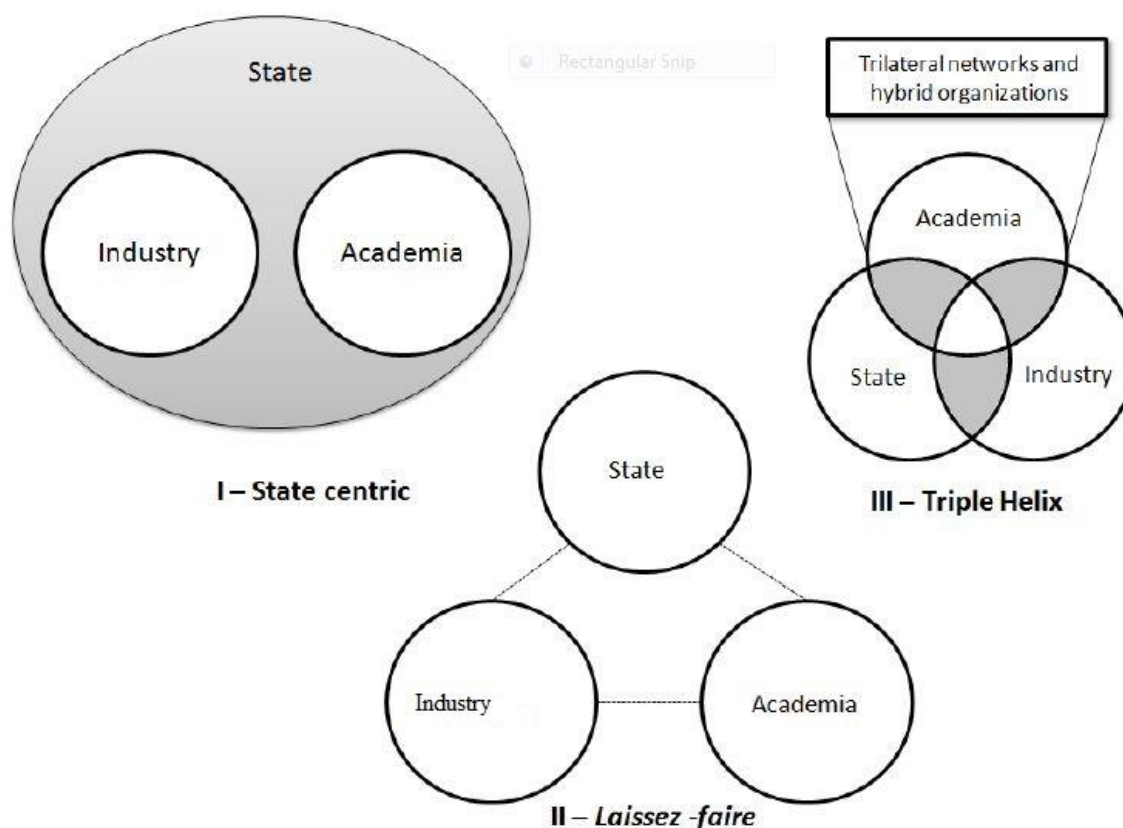 State
Industry
Academia
I – State centric
Rectangular Snip
Trilateral networks and
hybrid organizations
Academia
State
Industry
III – Triple Helix
State
Industry
Academia
II – Laissez -faire